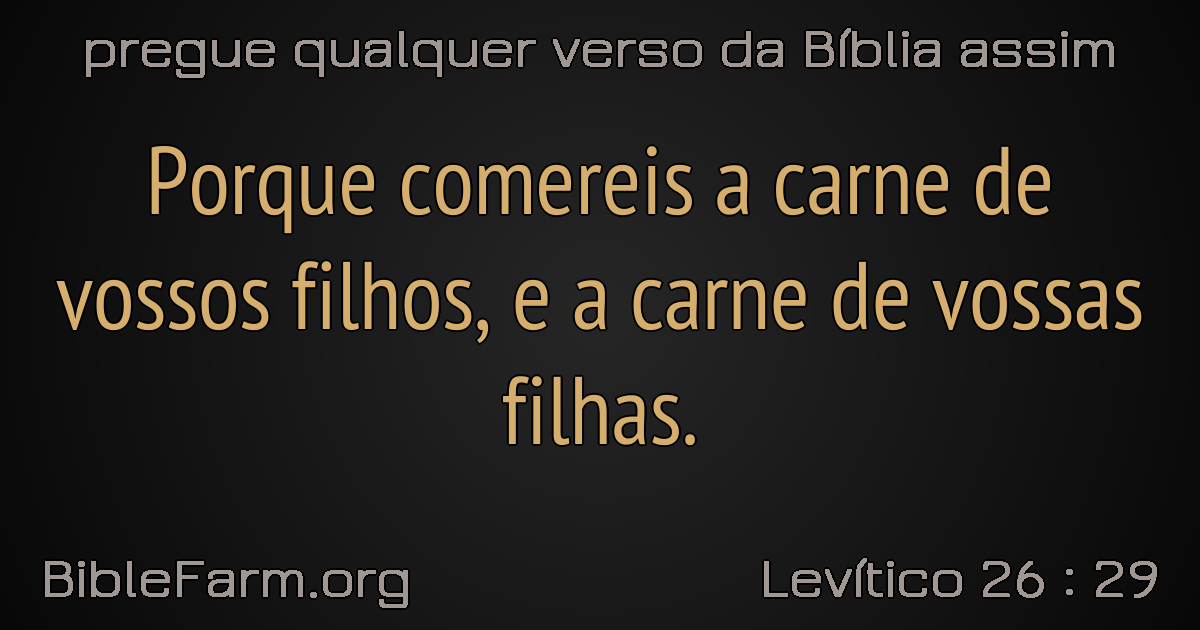 pregue qualquer verso da Bíblia assim
Porque comereis a carne de
vossos filhos, e a carne de vossas
filhas.
BibleFarm.org
Levítico 26 : 29